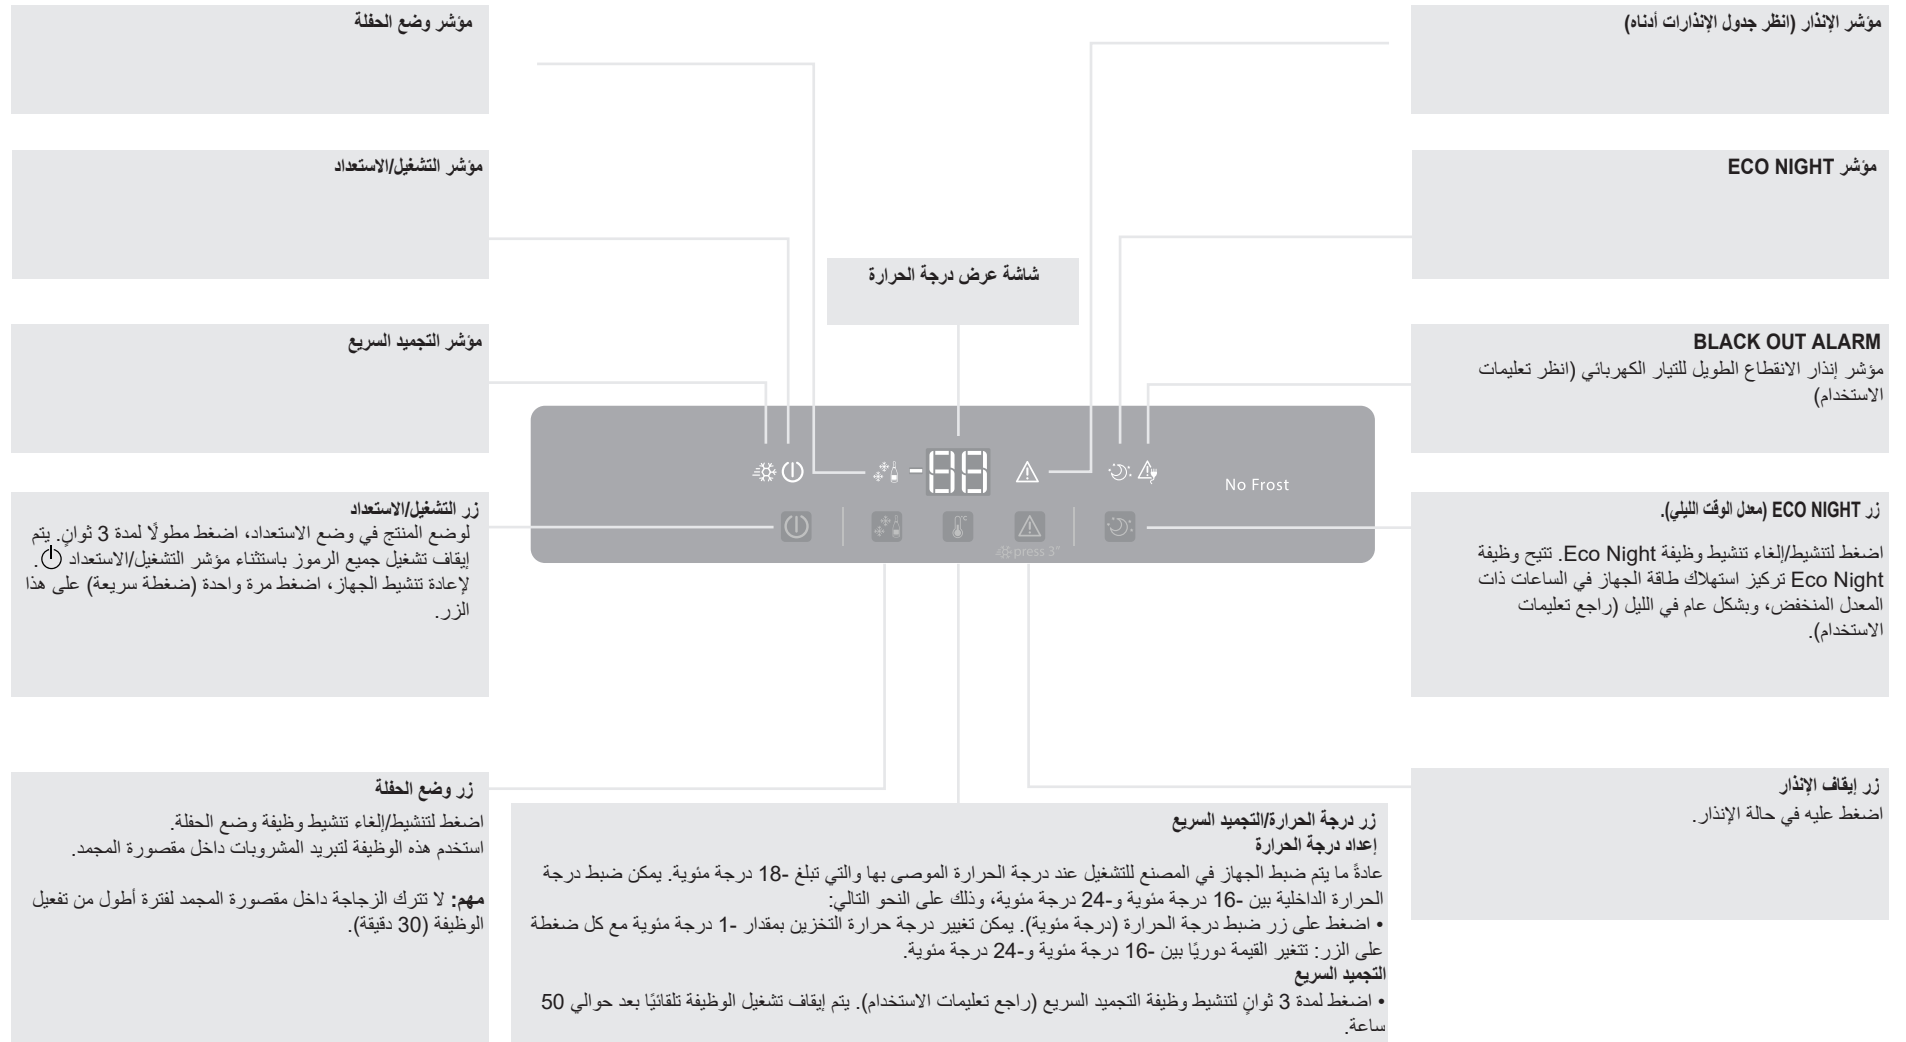 مؤشر الإنذار (انظر جدول الإنذارات أدناه)
مؤشر وضع الحفلة
مؤشر ECO NIGHT
مؤشر التشغيل/الاستعداد
شاشة عرض درجة الحرارة
BLACK OUT ALARM
مؤشر إنذار الانقطاع الطويل للتيار الكهربائي (انظر تعليمات
الاستخدام)
مؤشر التجميد السريع
-88
No Frost
press 3"
زر ECO NIGHT (معدل الوقت الليلي).
اضغط لتنشيط/إلغاء تنشيط وظيفة Eco Night. تتيح وظيفة
Eco Night تركيز استهلاك طاقة الجهاز في الساعات ذات
المعدل المنخفض، وبشكل عام في الليل (راجع تعليمات
الاستخدام).
زر التشغيل/الاستعداد
لوضع المنتج في وضع الاستعداد، اضغط مطولًا لمدة 3 ثوانٍ. يتم
إيقاف تشغيل جميع الرموز باستثناء مؤشر التشغيل/الاستعداد .
لإعادة تنشيط الجهاز، اضغط مرة واحدة (ضغطة سريعة) على هذا
الزر.
زر إيقاف الإنذار
اضغط عليه في حالة الإنذار.
زر درجة الحرارة/التجميد السريع
إعداد درجة الحرارة
عادةً ما يتم ضبط الجهاز في المصنع للتشغيل عند درجة الحرارة الموصى بها والتي تبلغ -18 درجة مئوية. يمكن ضبط درجة
الحرارة الداخلية بين -16 درجة مئوية و-24 درجة مئوية، وذلك على النحو التالي:
• اضغط على زر ضبط درجة الحرارة (درجة مئوية). يمكن تغيير درجة حرارة التخزين بمقدار -1 درجة مئوية مع كل ضغطة
على الزر: تتغير القيمة دوريًا بين -16 درجة مئوية و-24 درجة مئوية.
التجميد السريع
• اضغط لمدة 3 ثوانٍ لتنشيط وظيفة التجميد السريع (راجع تعليمات الاستخدام). يتم إيقاف تشغيل الوظيفة تلقائيًا بعد حوالي 50
ساعة.
زر وضع الحفلة
اضغط لتنشيط/إلغاء تنشيط وظيفة وضع الحفلة.
استخدم هذه الوظيفة لتبريد المشروبات داخل مقصورة المجمد.
مهم: لا تترك الزجاجة داخل مقصورة المجمد لفترة أطول من تفعيل
الوظيفة (30 دقيقة).